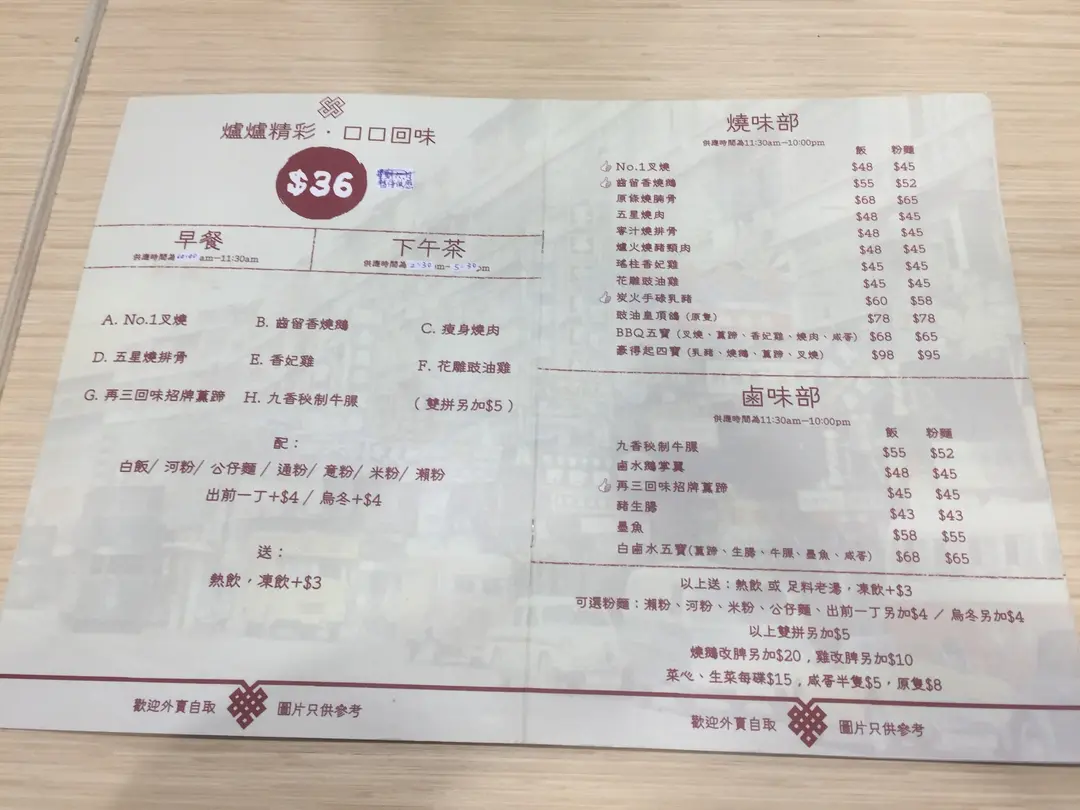 爐爐精彩．口口回味
$36
早餐
供應時間為 am—11:30am
下午茶
供應時間為 2:30 pm— 5:30pm
A. No.1叉燒
B. 齒留香燒鵝
C. 瘦身燒肉
D. 五星燒排骨
E. 香妃雞
F. 花雕豉油雞
G. 再三回味招牌薑蹄
H. 九香秧制牛𦟌
（雙拼另加$5）
配：
白飯/ 河粉/ 公仔麵 / 通粉/ 意粉/ 米粉/ 瀨粉
出前一丁+$4 / 烏冬+$4
送：
熱飲，凍飲+$3
歡迎外賣自取
圖片只供參考
燒味部
供應時間為11:30am—10:00pm
飯 粉麵
No.1叉燒 $48 $45
齒留香燒鵝 $55 $52
原條燒腩骨 $68 $65
五星燒肉 $48 $45
蜜汁燒排骨 $48 $45
爐火燒豬頸肉 $48 $45
瑤柱香妃雞 $45 $45
花雕豉油雞 $45 $45
炭火手碌乳豬 $60 $58
豉油皇頂鴿（原隻） $78 $78
BBQ五寶（叉燒、薑蹄、香妃雞、燒肉、咸蛋） $68 $65
豪得起四寶（乳豬、燒鵝、薑蹄、叉燒） $98 $95
鹵味部
供應時間為11:30am—10:00pm
飯 粉麵
九香秧制牛𦟌 $55 $52
鹵水鵝掌翼 $48 $45
再三回味招牌薑蹄 $45 $45
豬生腸 $43 $43
墨魚 $58 $55
白鹵水五寶（薑蹄、生腸、牛𦟌、墨魚、咸蛋） $68 $65
以上送：熱飲 或 足料老湯，凍飲+$3
可選粉麵：瀨粉、河粉、米粉、公仔麵、出前一丁另加$4 / 烏冬另加$4
以上雙拼另加$5
燒鵝改脾另加$20，雞改脾另加$10
菜心、生菜每碟$15，咸蛋半隻$5，原隻$8
歡迎外賣自取
圖片只供參考